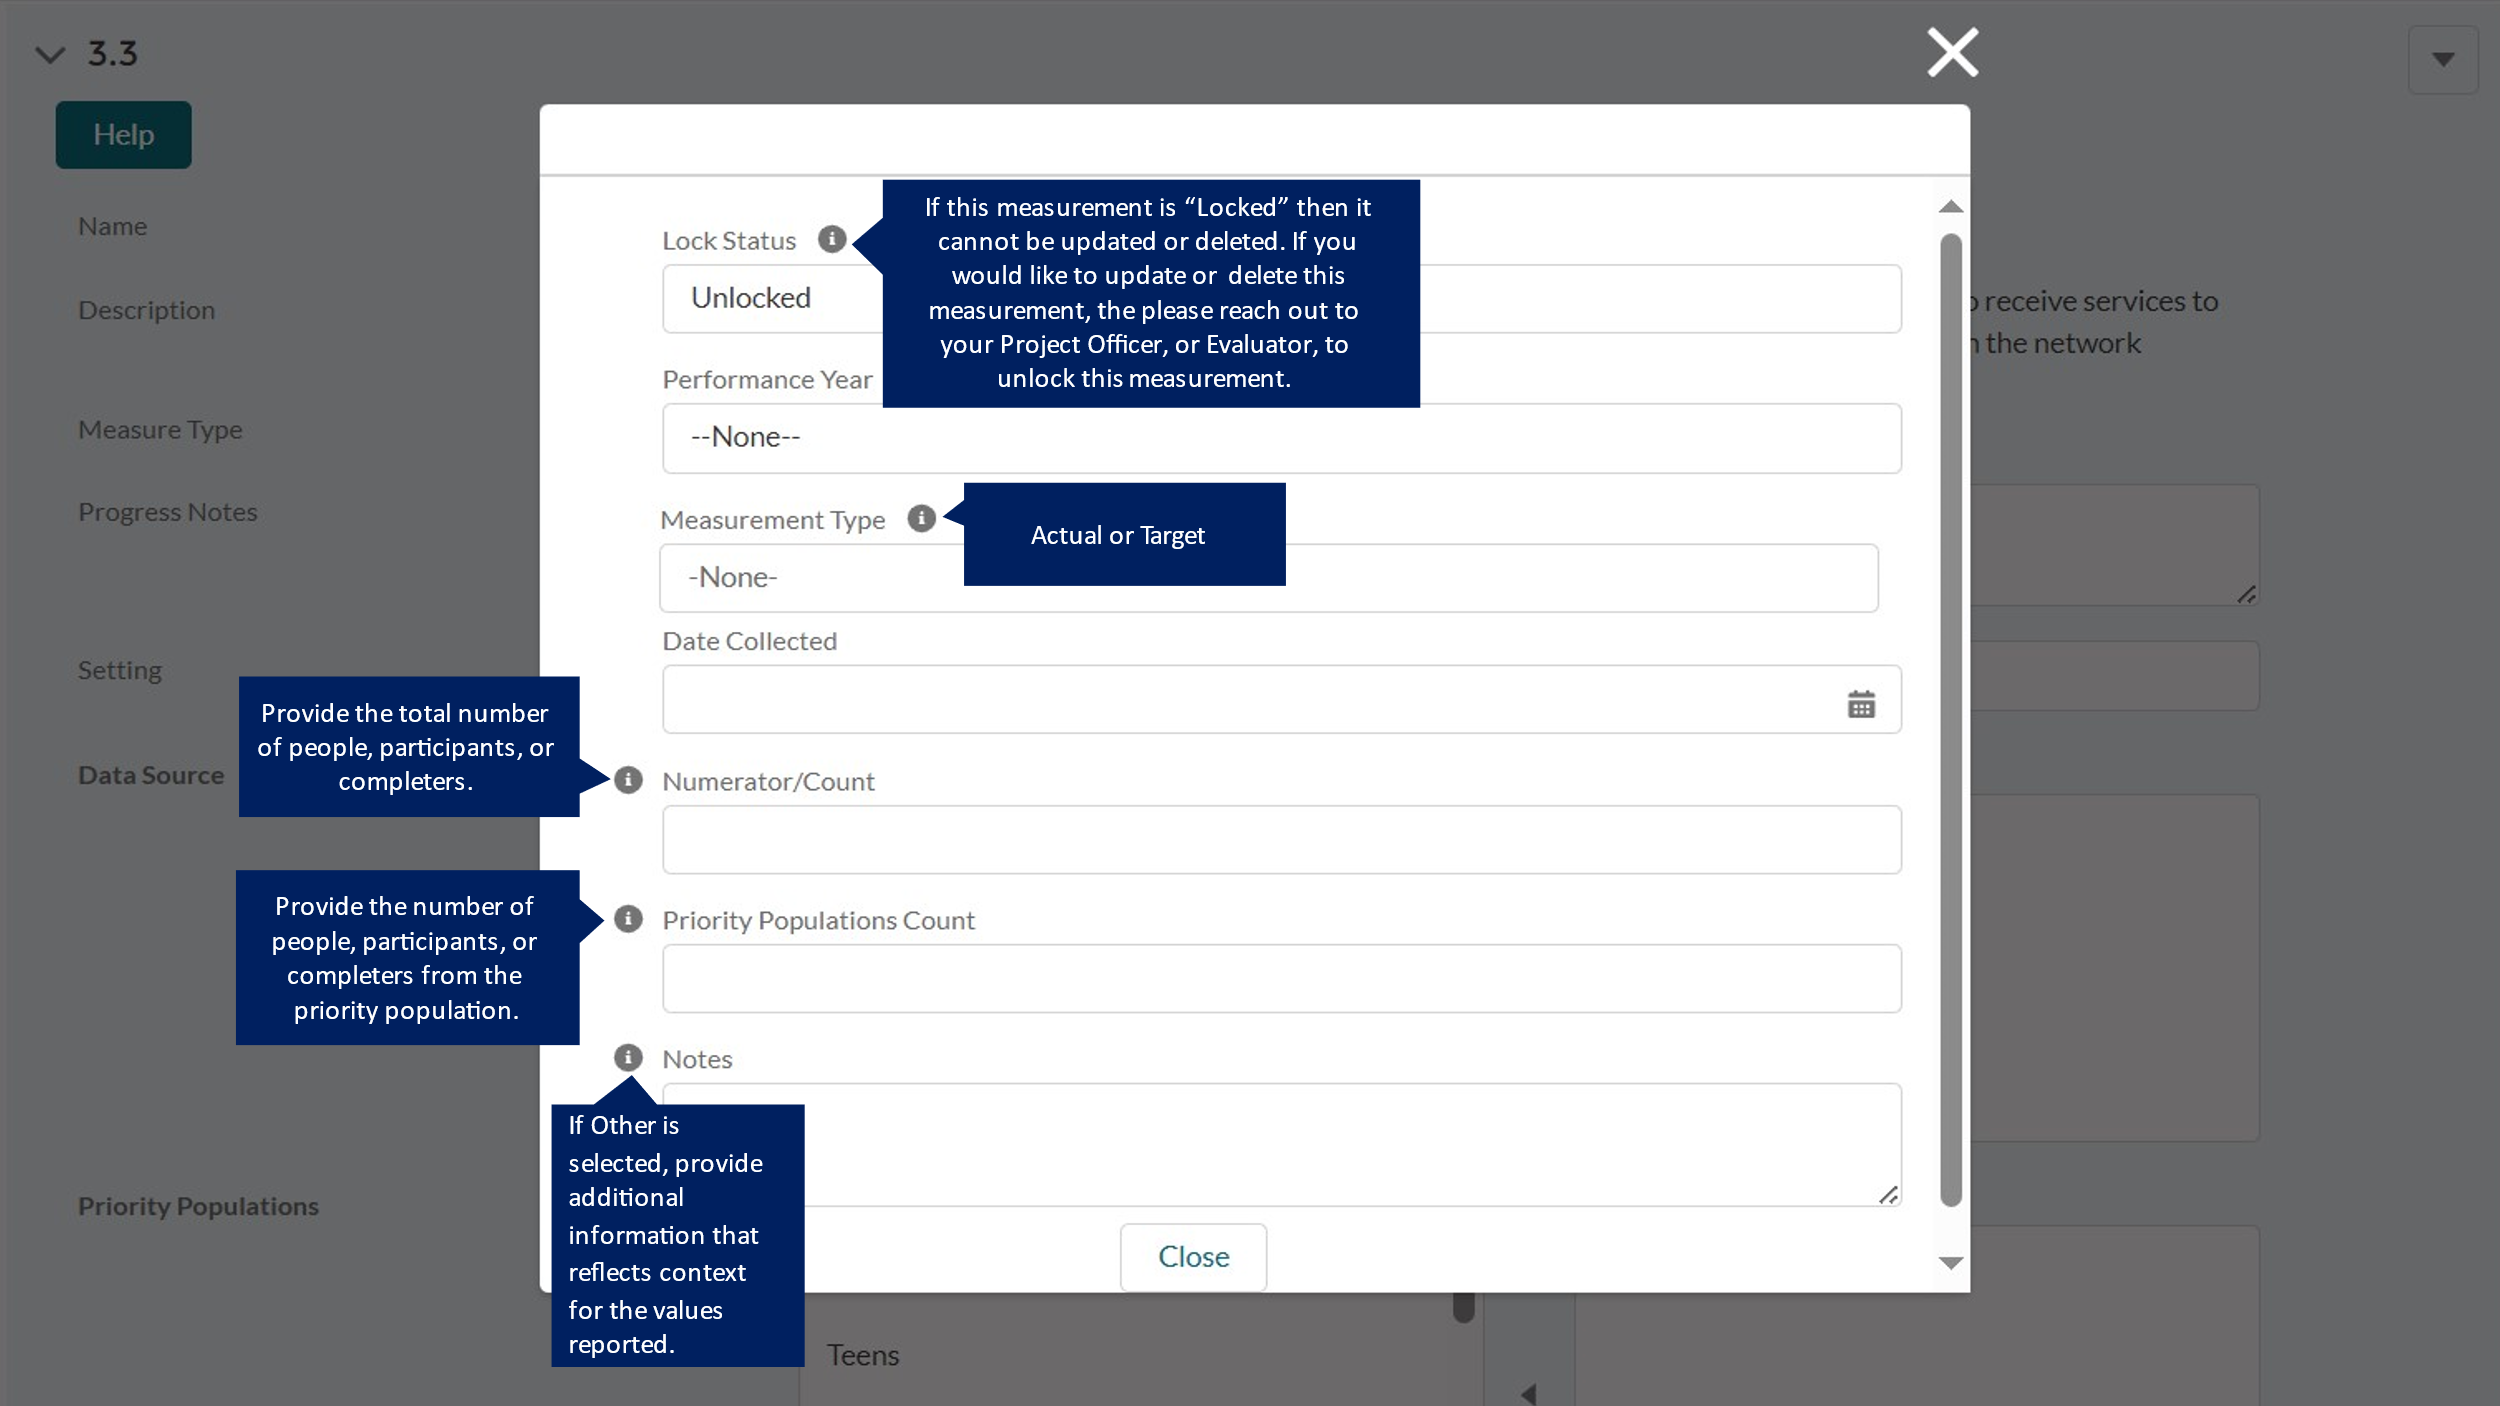 3.3
Help
Name
Description
Measure Type
Progress Notes
Setting
Data Source
Priority Populations
receive services to
the network
Lock Status
Unlocked
If this measurement is “Locked” then it
cannot be updated or deleted. If you
would like to update or delete this
measurement, the please reach out to
your Project Officer, or Evaluator, to
unlock this measurement.
Performance Year
--None--
Measurement Type
Actual or Target
-None-
Date Collected
Provide the total number
of people, participants, or
completers.
Numerator/Count
Provide the number of
people, participants, or
completers from the
priority population.
Priority Populations Count
Notes
If Other is
selected, provide
additional
information that
reflects context
for the values
reported.
Close
Teens